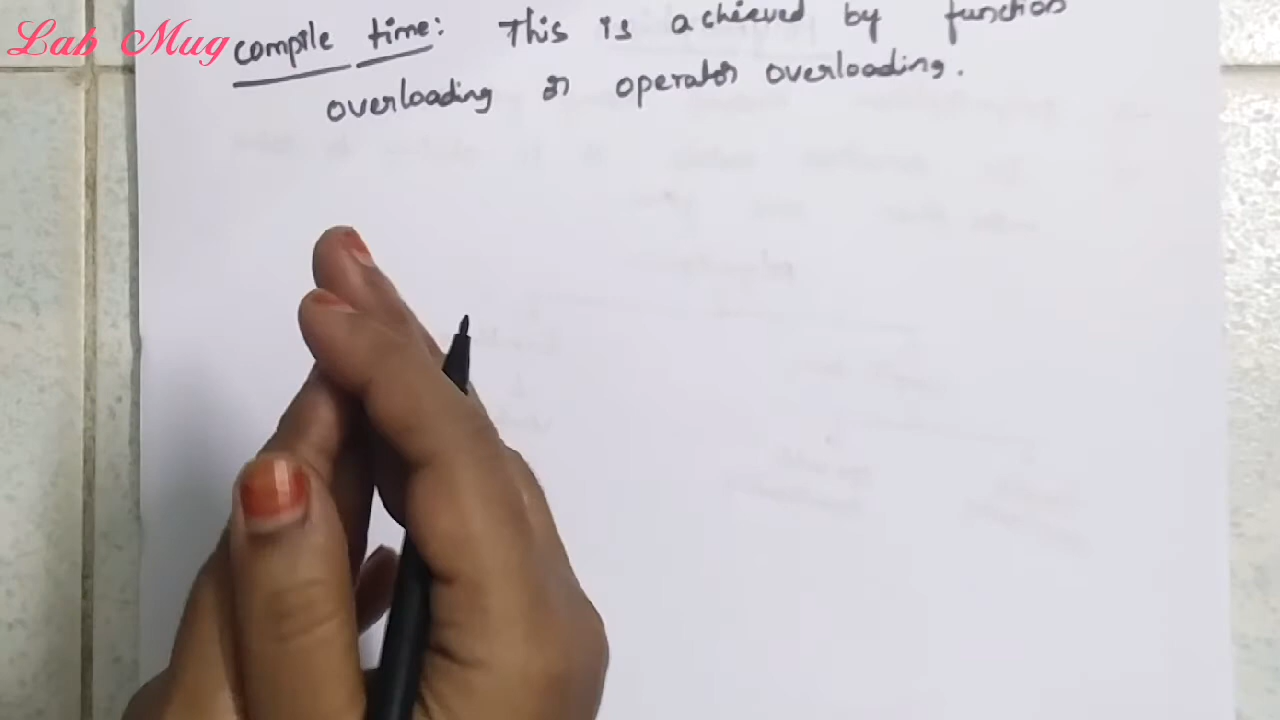 Lab Mug
compile time: This is achieved by function
overloading or operator overloading.